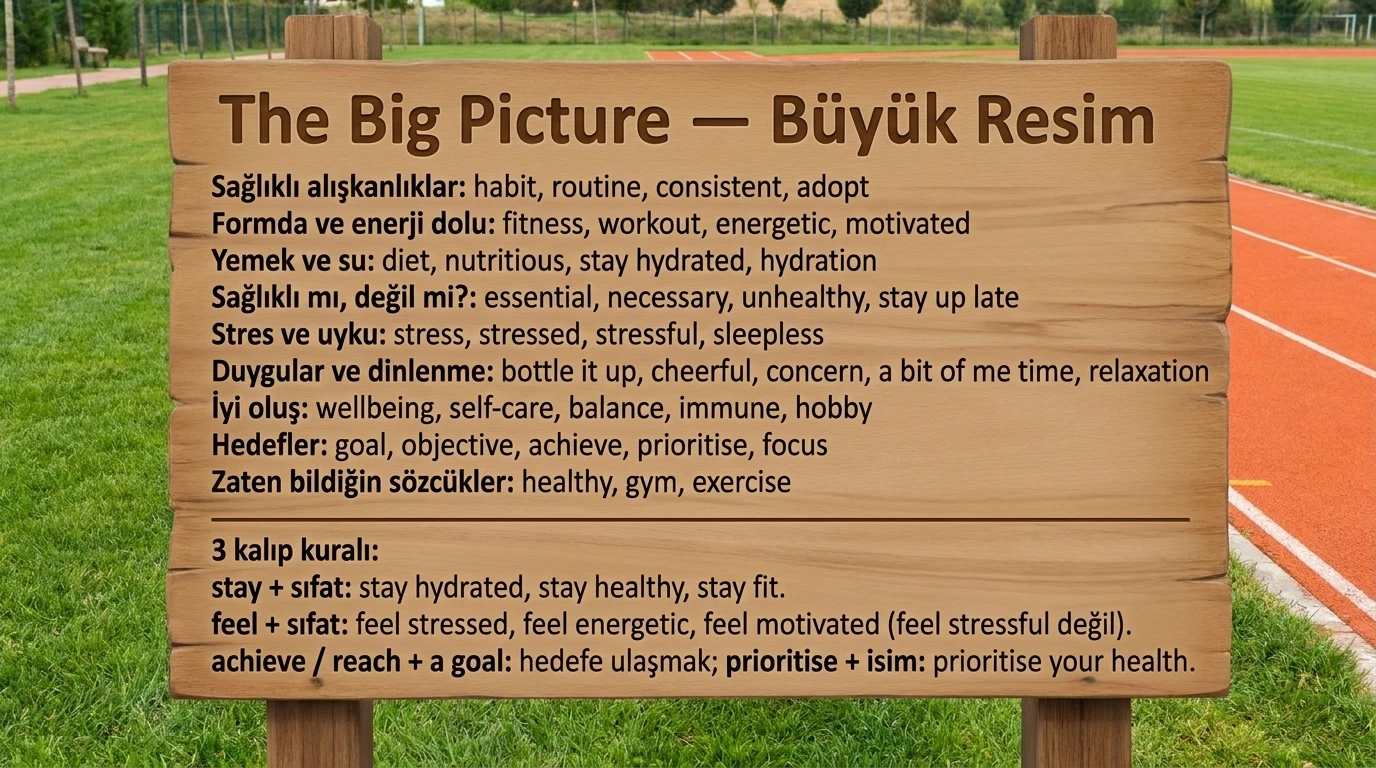 The Big Picture — Büyük Resim
Sağlıklı alışkanlıklar: habit, routine, consistent, adopt
Formda ve enerji dolu: fitness, workout, energetic, motivated
Yemek ve su: diet, nutritious, stay hydrated, hydration
Sağlıklı mı, değil mi?: essential, necessary, unhealthy, stay up late
Stres ve uyku: stress, stressed, stressful, sleepless
Duygular ve dinlenme: bottle it up, cheerful, concern, a bit of me time, relaxation
İyi oluş: wellbeing, self-care, balance, immune, hobby
Hedefler: goal, objective, achieve, prioritise, focus
Zaten bildiğin sözcükler: healthy, gym, exercise
3 kalıp kuralı:
stay + sıfat: stay hydrated, stay healthy, stay fit.
feel + sıfat: feel stressed, feel energetic, feel motivated (feel stressful değil).
achieve / reach + a goal: hedefe ulaşmak; prioritise + isim: prioritise your health.